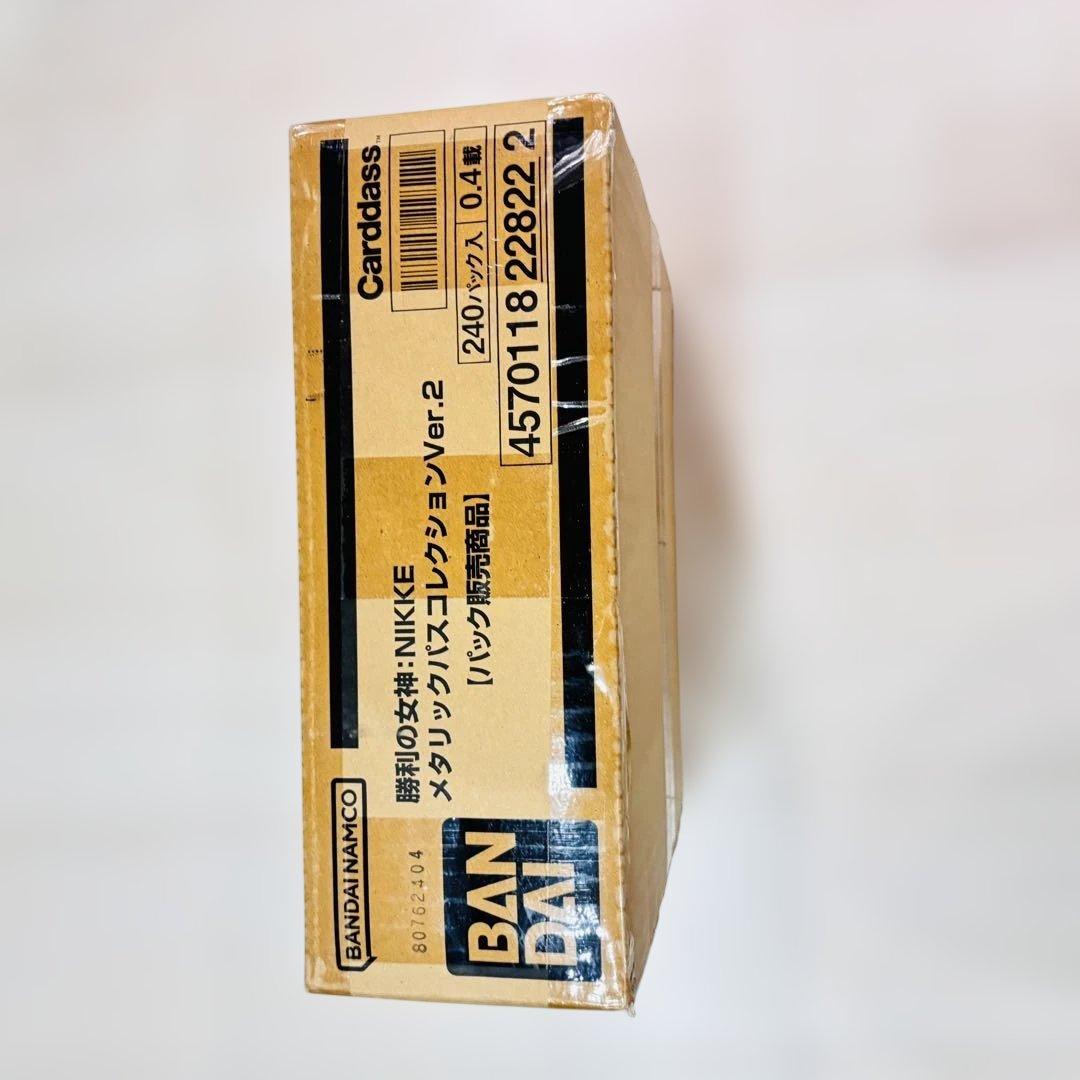 BANDAI NAMCO
Carddass™
勝利の女神:NIKKE
メタリックパスコレクションVer.2
【パック販売商品】
240パック入 0.4 載
4570118 22822 2
80762404
BAN
DAI